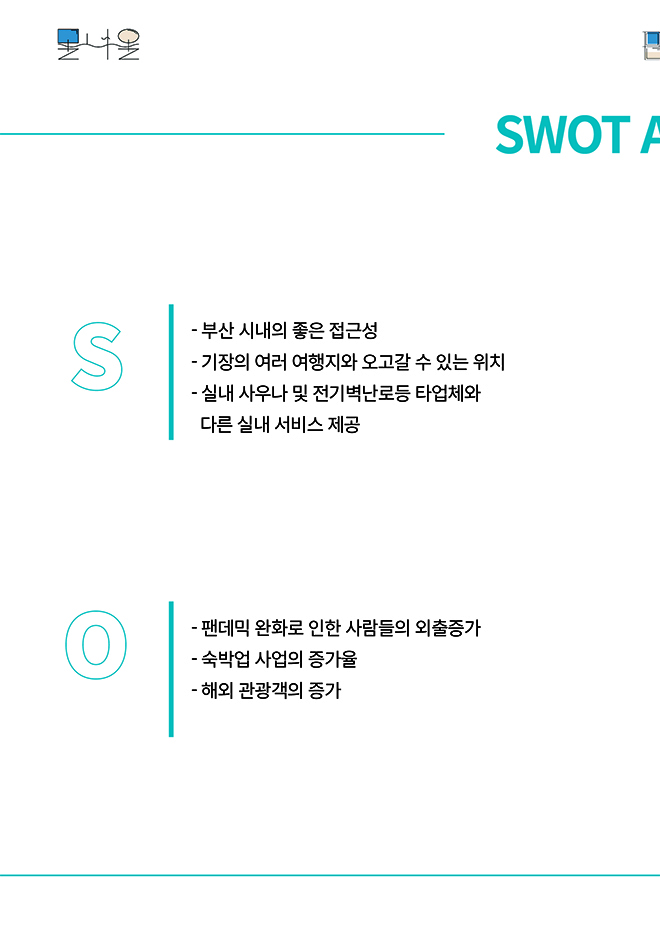 SWOT A
S
- 부산 시내의 좋은 접근성
- 기장의 여러 여행지와 오고갈 수 있는 위치
- 실내 사우나 및 전기벽난로등 타업체와
다른 실내 서비스 제공
O
- 팬데믹 완화로 인한 사람들의 외출증가
- 숙박업 사업의 증가율
- 해외 관광객의 증가